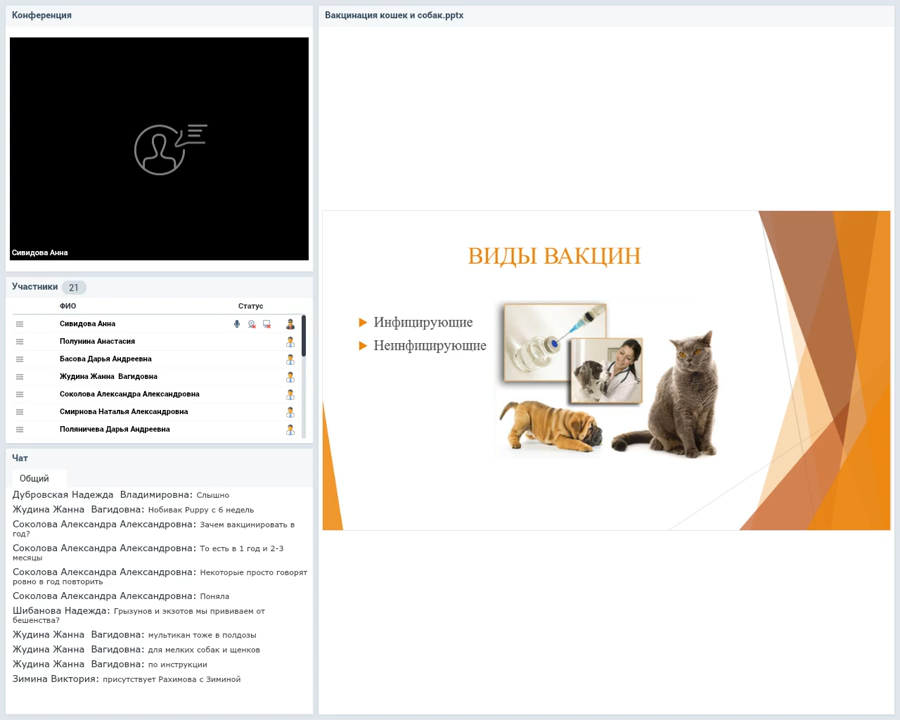 Конференция
Сивидова Анна
Участники 21
ФИО Статус
Сивидова Анна
Полунина Анастасия
Басова Дарья Андреевна
Жудина Жанна Вагидовна
Соколова Александра Александровна
Смирнова Наталья Александровна
Поляничева Дарья Андреевна
Чат
Общий
Дубровская Надежда Владимировна: Слышно
Жудина Жанна Вагидовна: Нобивак Puppy с 6 недель
Соколова Александра Александровна: Зачем вакцинировать в
год?
Соколова Александра Александровна: То есть в 1 год и 2-3
месяцы
Соколова Александра Александровна: Некоторые просто говорят
ровно в год повторить
Соколова Александра Александровна: Поняла
Шибанова Надежда: Грызунов и экзотов мы прививаем от
бешенства?
Жудина Жанна Вагидовна: мультикан тоже в полдозы
Жудина Жанна Вагидовна: для мелких собак и щенков
Жудина Жанна Вагидовна: по инструкции
Зимина Виктория: присутствует Рахимова с Зиминой
Вакцинация кошек и собак.pptx
ВИДЫ ВАКЦИН
Инфицирующие
Неинфицирующие